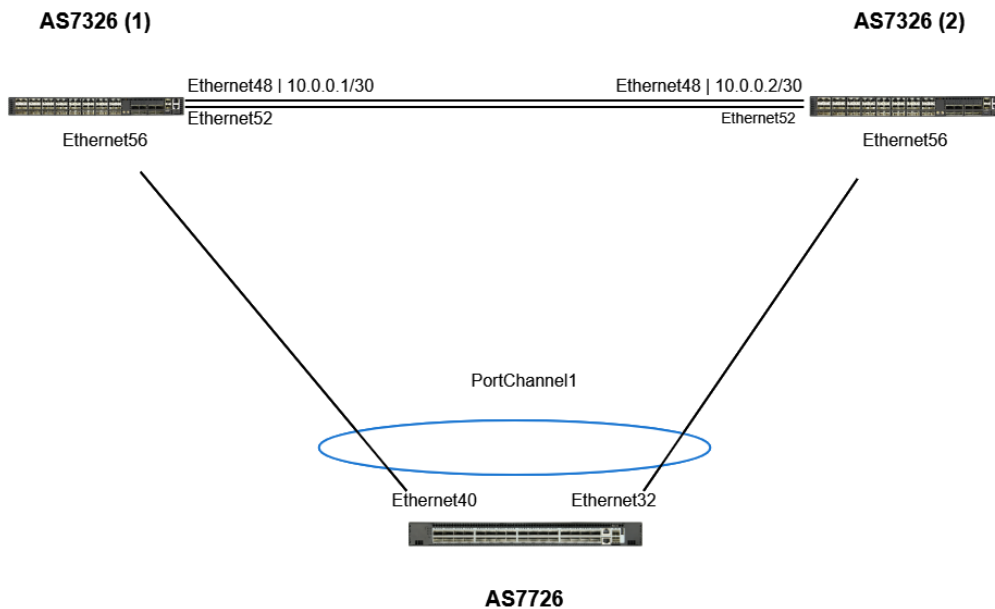 AS7326 (1)
AS7326 (2)
Ethernet48 | 10.0.0.1/30
Ethernet48 | 10.0.0.2/30
Ethernet52
Ethernet52
Ethernet56
Ethernet56
PortChannel1
Ethernet40
Ethernet32
AS7726